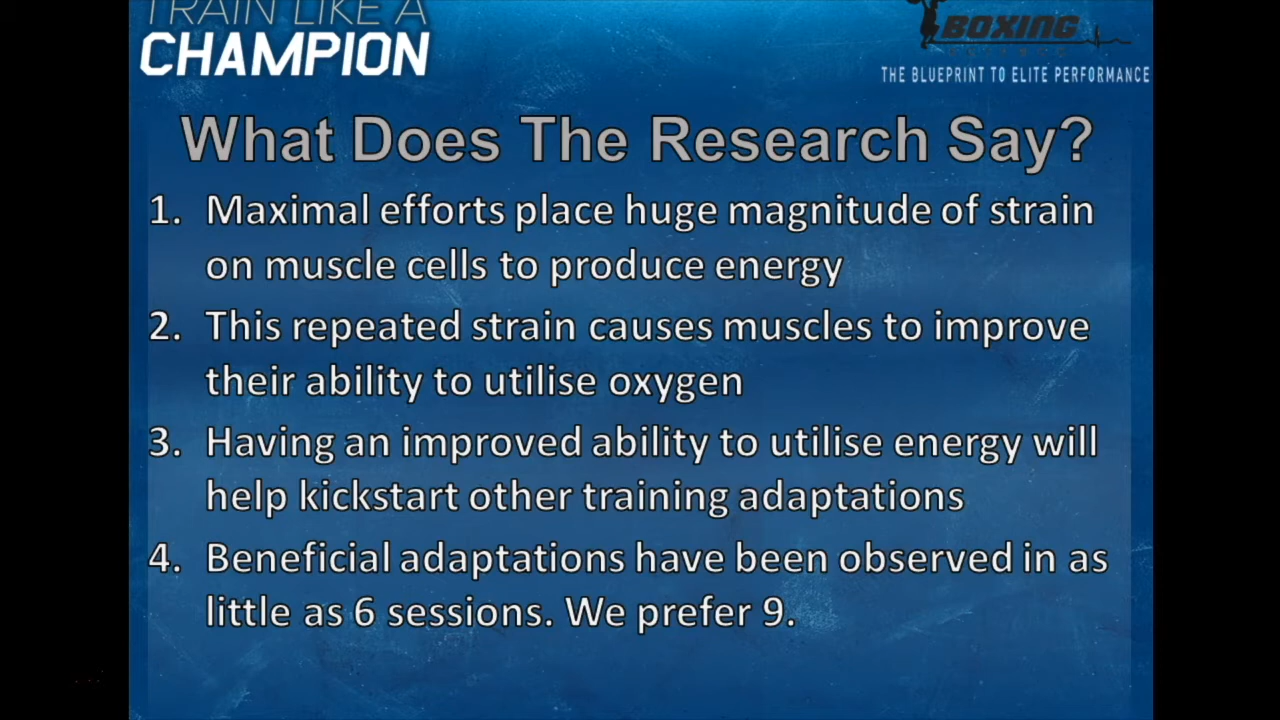 TRAIN LIKE A
CHAMPION
BOXING
THE BLUEPRINT TO ELITE PERFORMANCE
What Does The Research Say?
1. Maximal efforts place huge magnitude of strain
on muscle cells to produce energy
2. This repeated strain causes muscles to improve
their ability to utilise oxygen
3. Having an improved ability to utilise energy will
help kickstart other training adaptations
4. Beneficial adaptations have been observed in as
little as 6 sessions. We prefer 9.